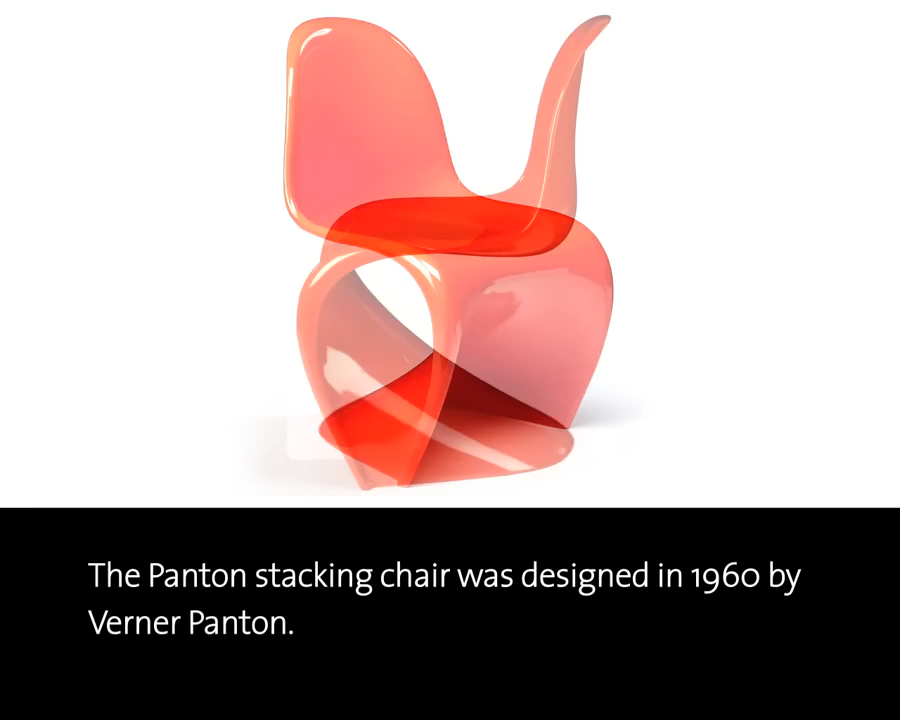 The Panton stacking chair was designed in 1960 by
Verner Panton.